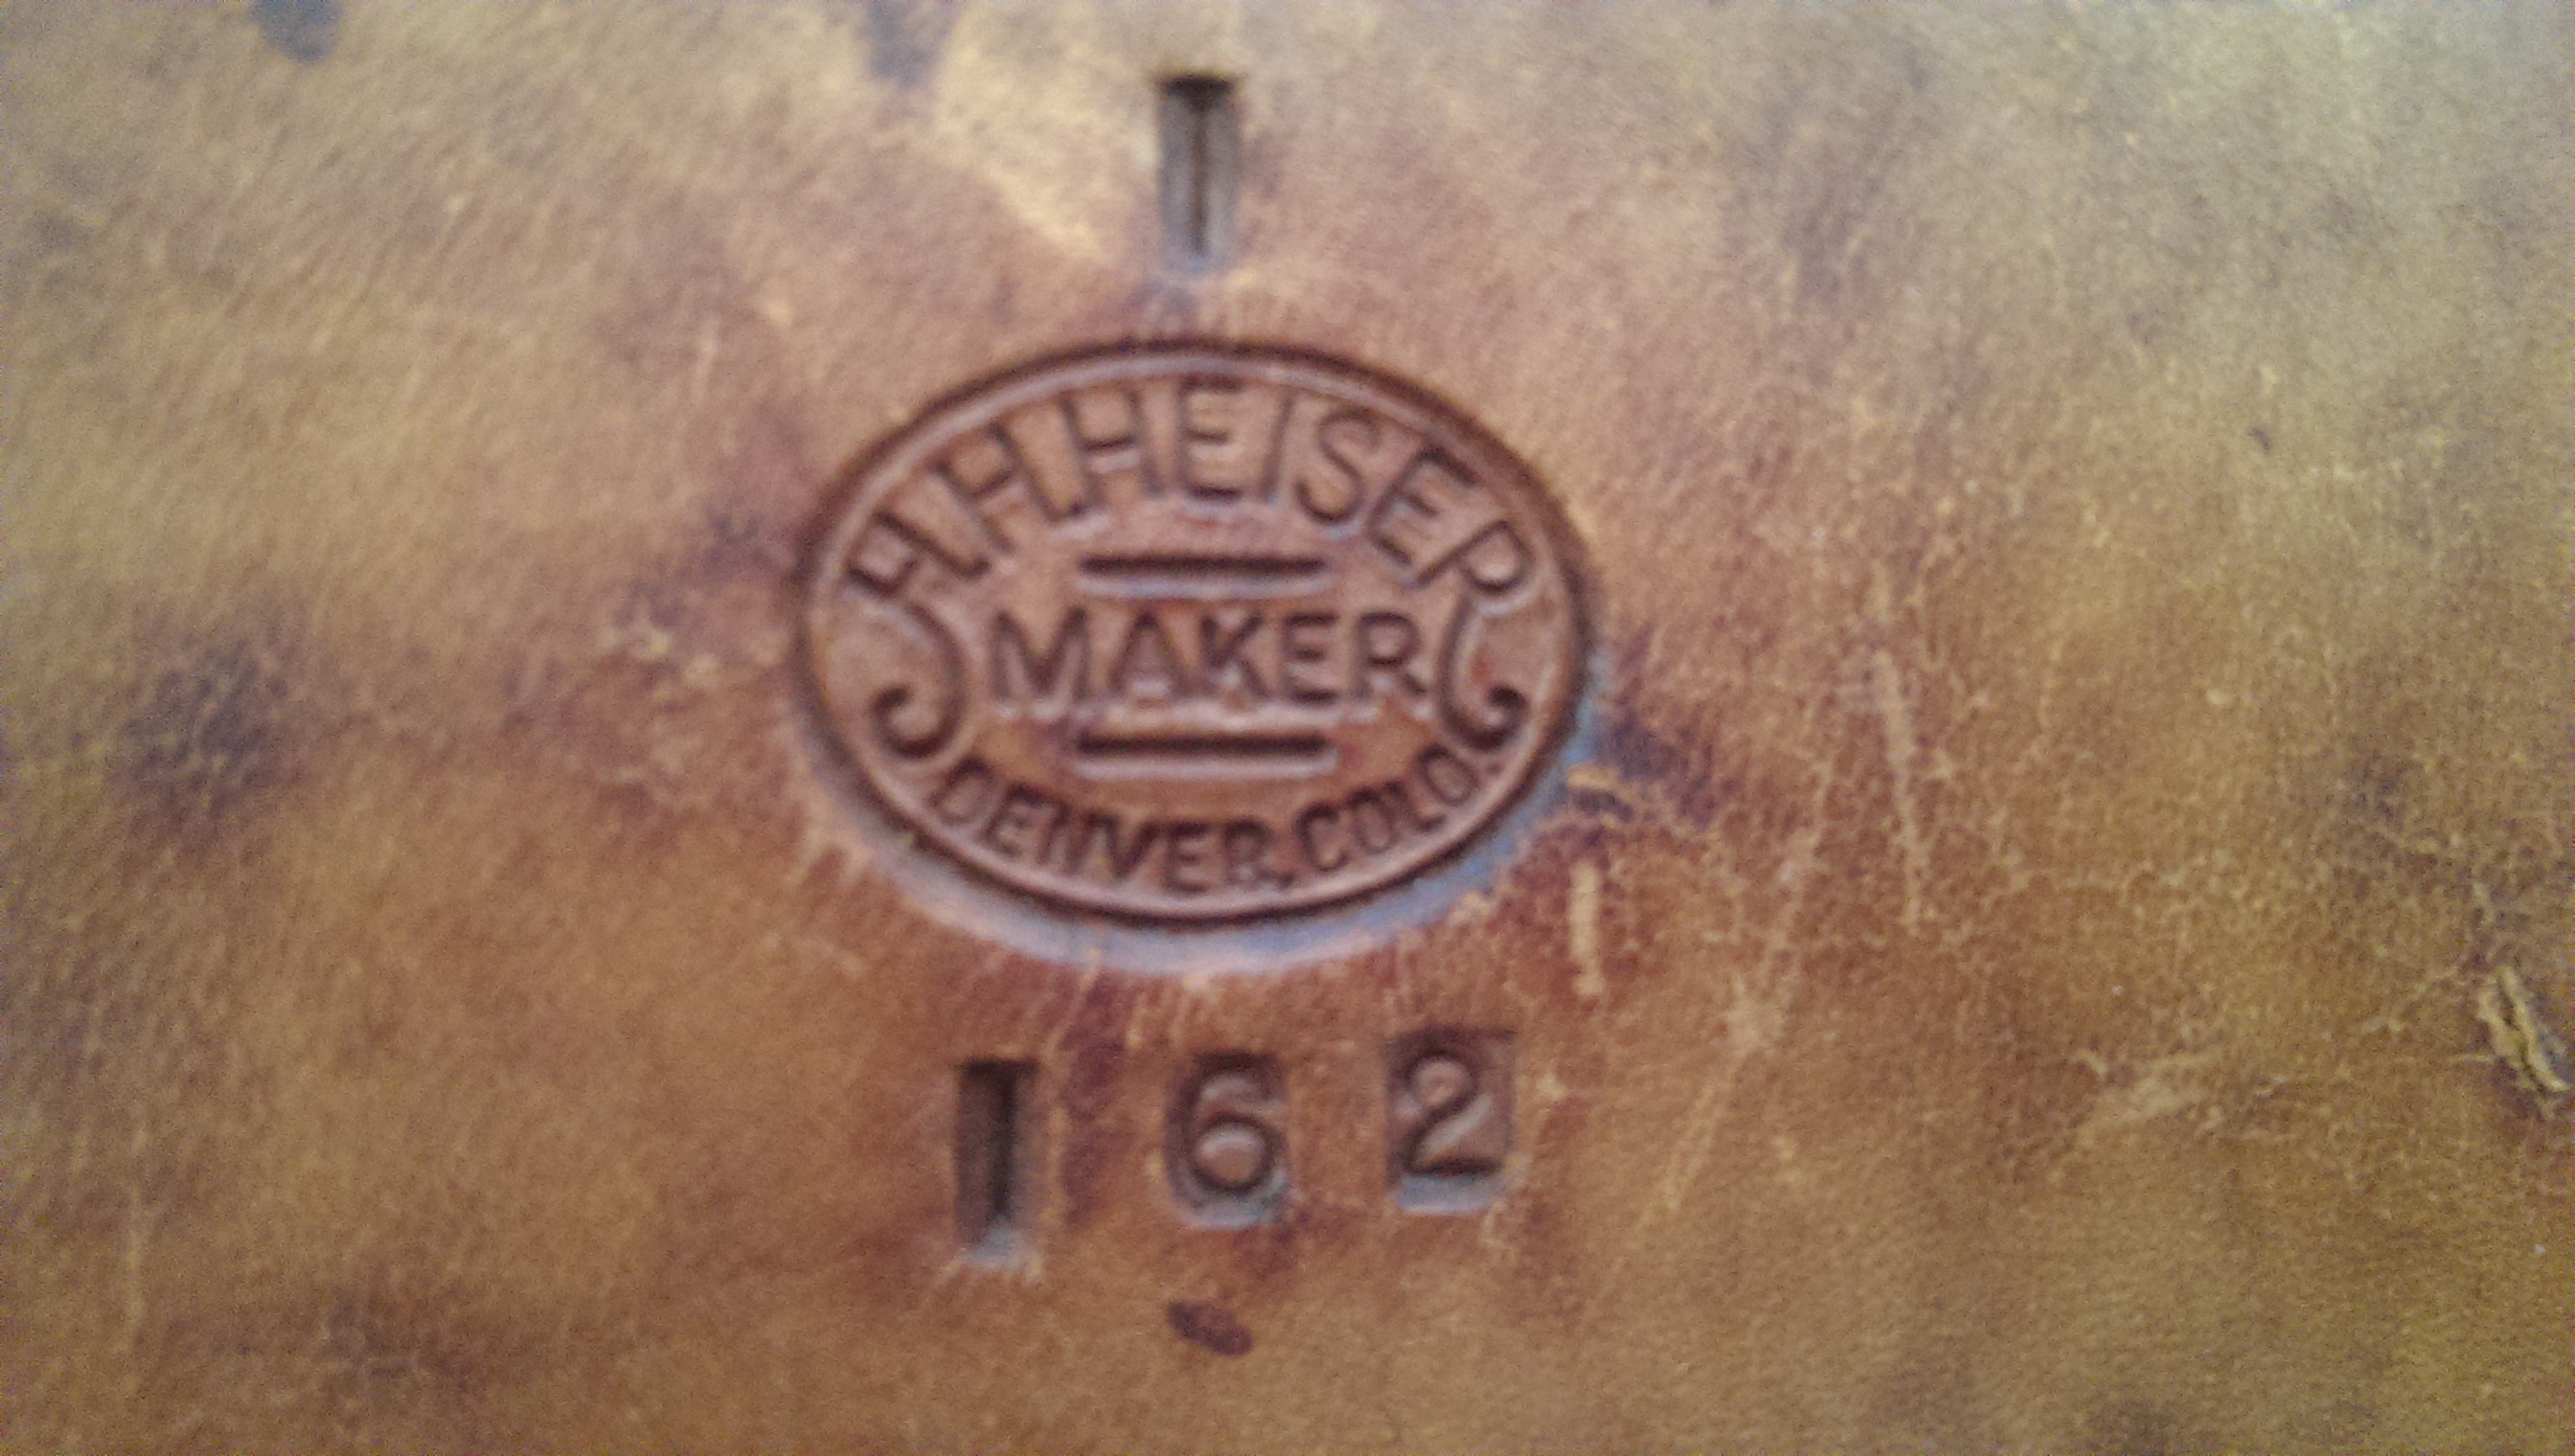 1
H.H.HEISER
MAKER
DENVER, COLO.
162